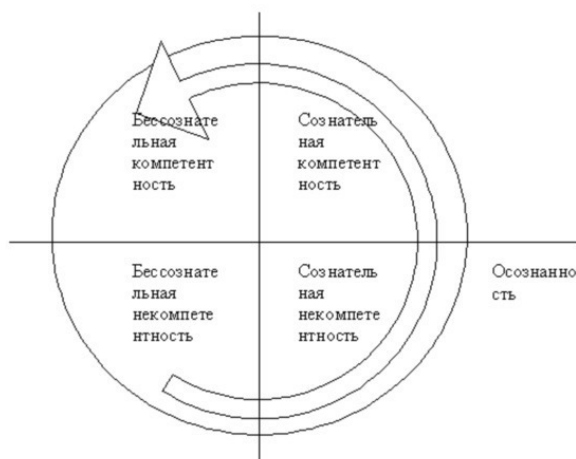 Бессознате
льная
компетент
ность
Сознатель
ная
компетент
ность
Бессознате
льная
некомпете
нтность
Сознатель
ная
некомпете
нтность
Осознанно
сть